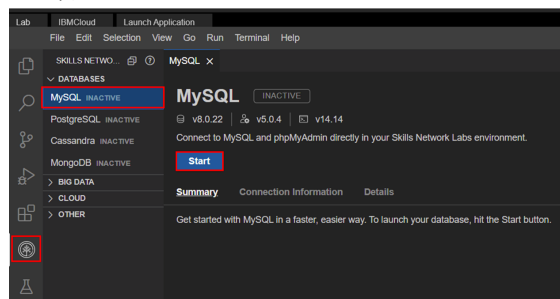 Lab IBMCloud Launch Application
File Edit Selection View Go Run Terminal Help
SKILLS NETWO...
MySQL
DATABASES
MySQL INACTIVE
PostgreSQL INACTIVE
Cassandra INACTIVE
MongoDB INACTIVE
BIG DATA
CLOUD
OTHER
MySQL INACTIVE
v8.0.22 v5.0.4 v14.14
Connect to MySQL and phpMyAdmin directly in your Skills Network Labs environment.
Start
Summary Connection Information Details
Get started with MySQL in a faster, easier way. To launch your database, hit the Start button.